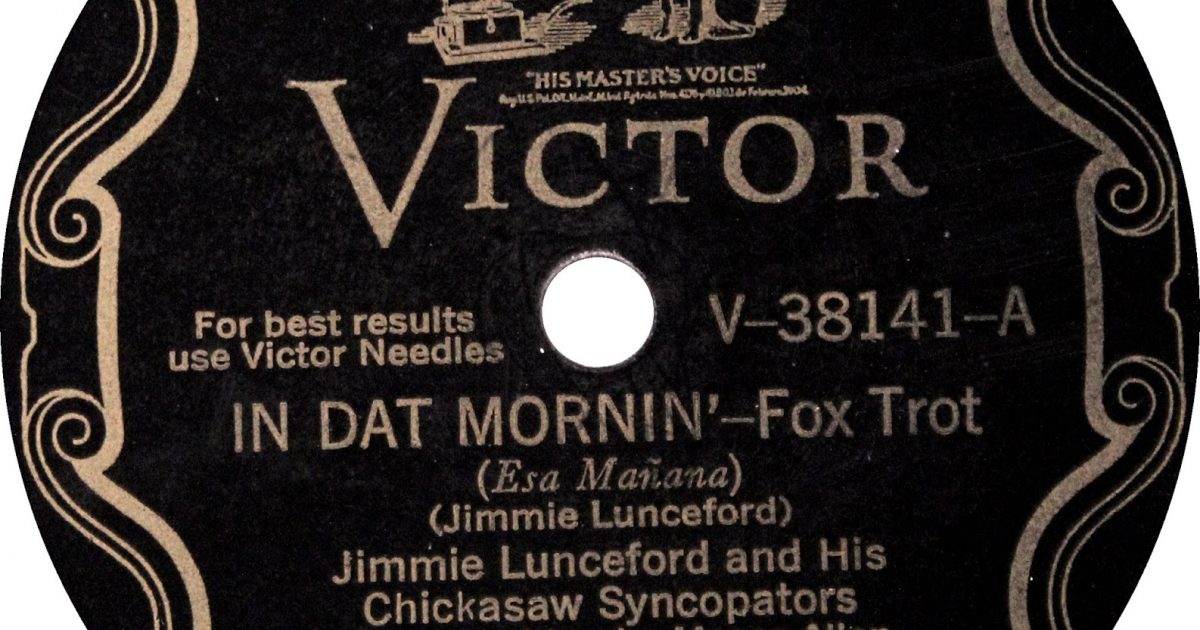 "HIS MASTER'S VOICE"
VICTOR
For best results
use Victor Needles
V-38141-A
IN DAT MORNIN'-Fox Trot
(Esa Mañana)
(Jimmie Lunceford)
Jimmie Lunceford and His
Chickasaw Syncopators